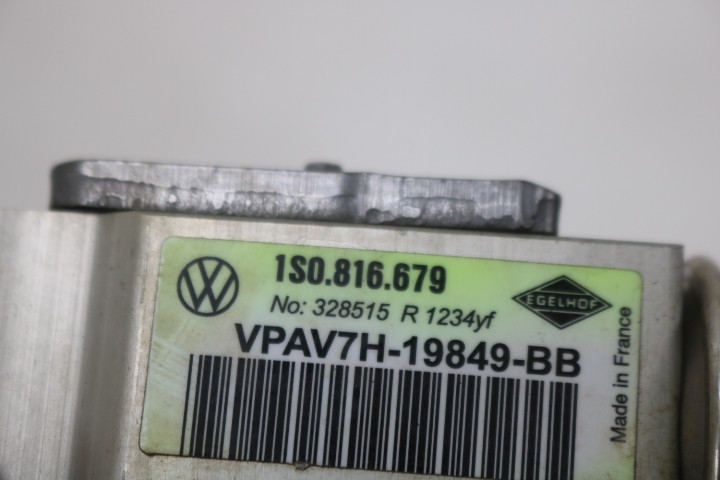 1S0.816.679
EGELHOF
No: 328515 R 1234yf
VPAV7H-19849-BB
Made in France